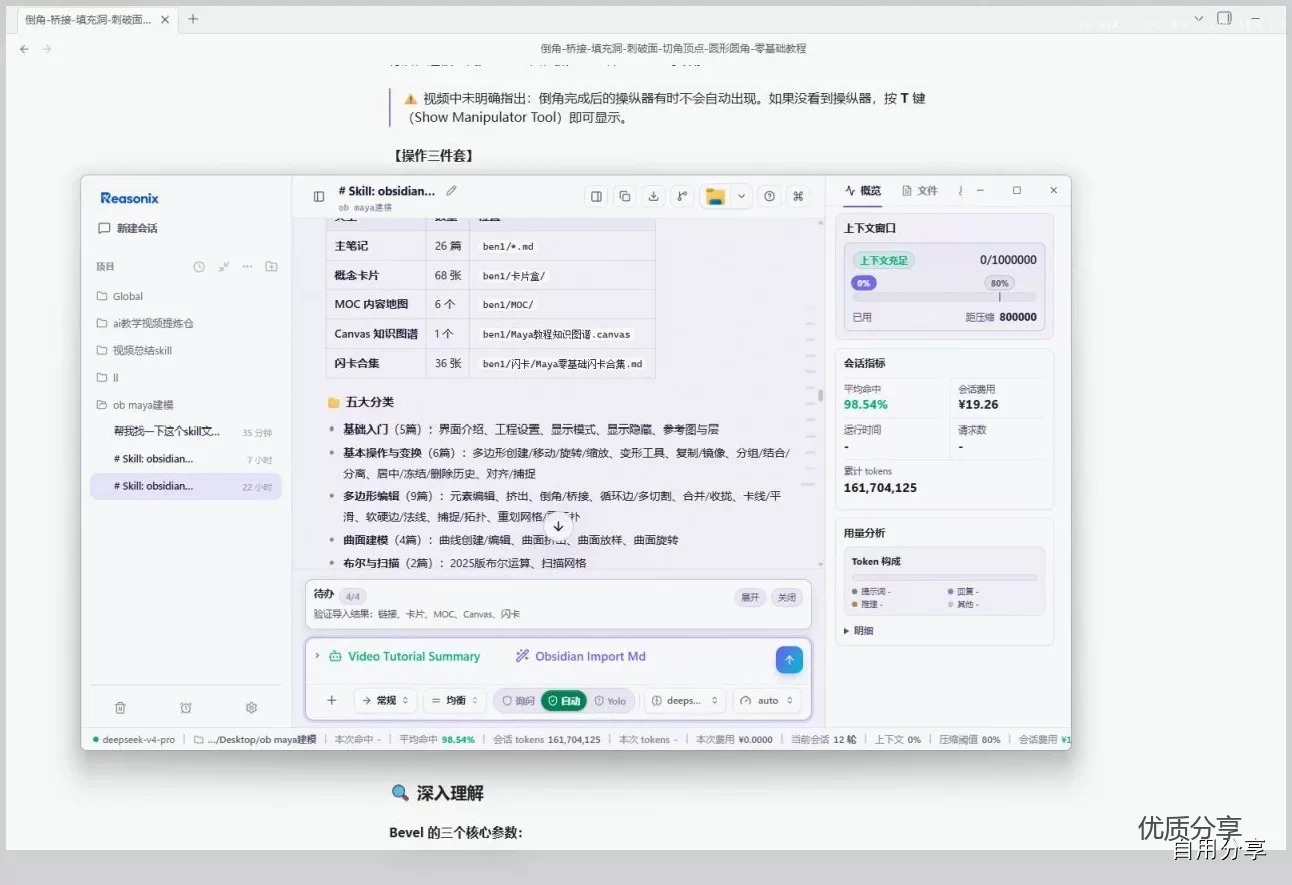 倒角-桥接-填充洞-刺破面...
倒角-桥接-填充洞-刺破面-切角顶点-圆形圆角-零基础教程
⚠️ 视频中未明确指出：倒角完成后的操纵器有时不会自动出现。如果没看到操纵器，按 T 键
（Show Manipulator Tool）即可显示。
【操作三件套】
Reasonix
新建会话
项目
Global
ai教学视频提炼仓
视频总结skill
ll
ob maya建模
帮我找一下这个skill文... 35 分钟
# Skill: obsidian... 7 小时
# Skill: obsidian... 22 小时
# Skill: obsidian...
ob maya建模
主笔记 26 篇 ben1/*.md
概念卡片 68 张 ben1/卡片盒/
MOC 内容地图 6 个 ben1/MOC/
Canvas 知识图谱 1 个 ben1/Maya教程知识图谱.canvas
闪卡合集 36 张 ben1/闪卡/Maya零基础闪卡合集.md
五大分类
基础入门（5篇）：界面介绍、工程设置、显示模式、显示隐藏、参考图与层
基本操作与变换（6篇）：多边形创建/移动/旋转/缩放、变形工具、复制/镜像、分组/结合/
分离、居中/冻结/删除历史、对齐/捕捉
多边形编辑（9篇）：元素编辑、挤出、倒角/桥接、循环边/多切割、合并/收拢、卡线/平
滑、软硬边/法线、捕捉/拓扑、重划网格/
曲面建模（4篇）：曲线创建/编辑、曲面挤出、曲面放样、曲面旋转
布尔与扫描（2篇）：2025版布尔运算、扫描网格
待办 4/4 展开 关闭
验证导入结果：链接、卡片、MOC、Canvas、闪卡
Video Tutorial Summary Obsidian Import Md
常规 均衡 询问 自动 Yolo deeps... auto
概览 文件
上下文窗口
上下文充足 0/1000000
0% 80%
已用 距压缩 800000
会话指标
平均命中 会话费用
98.54% ¥19.26
运行时间 请求数
- -
累计 tokens
161,704,125
用量分析
Token 构成
提示词 - 回复 -
推理 - 其他 -
明细
deepseek-v4-pro .../Desktop/ob maya建模 本次命中 - 平均命中 98.54% 会话 tokens 161,704,125 本次 tokens - 本次费用 ¥0.0000 当前会话 12 轮 上下文 0% 压缩阈值 80% 会话费用 ¥1
🔍 深入理解
Bevel 的三个核心参数：
优质分享
自用分享